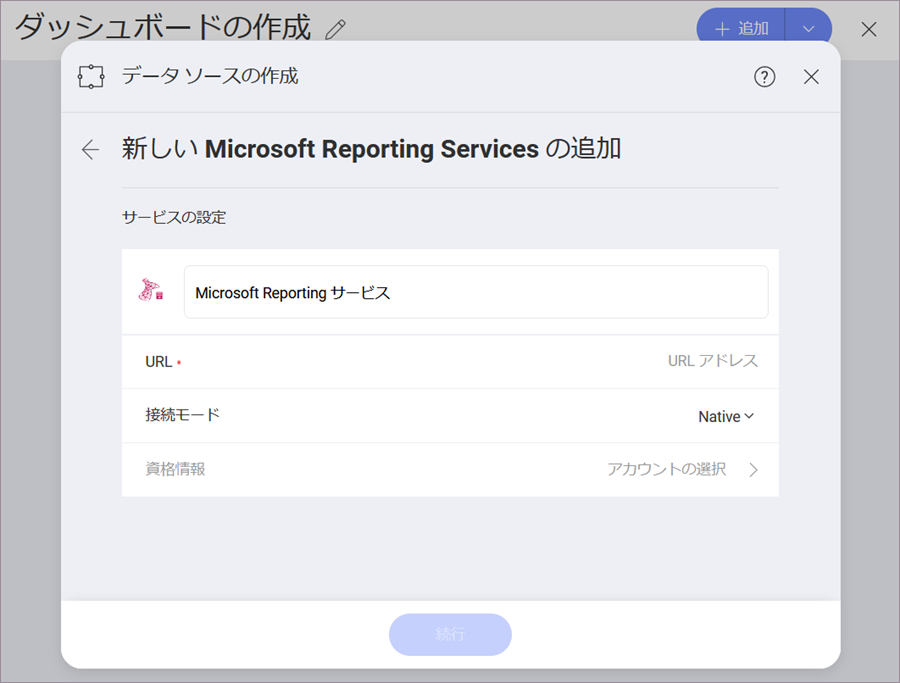 ダッシュボードの作成
追加
データ ソースの作成
新しい Microsoft Reporting Services の追加
サービスの設定
Microsoft Reporting サービス
URL *
URL アドレス
接続モード
Native
資格情報
アカウントの選択
続行